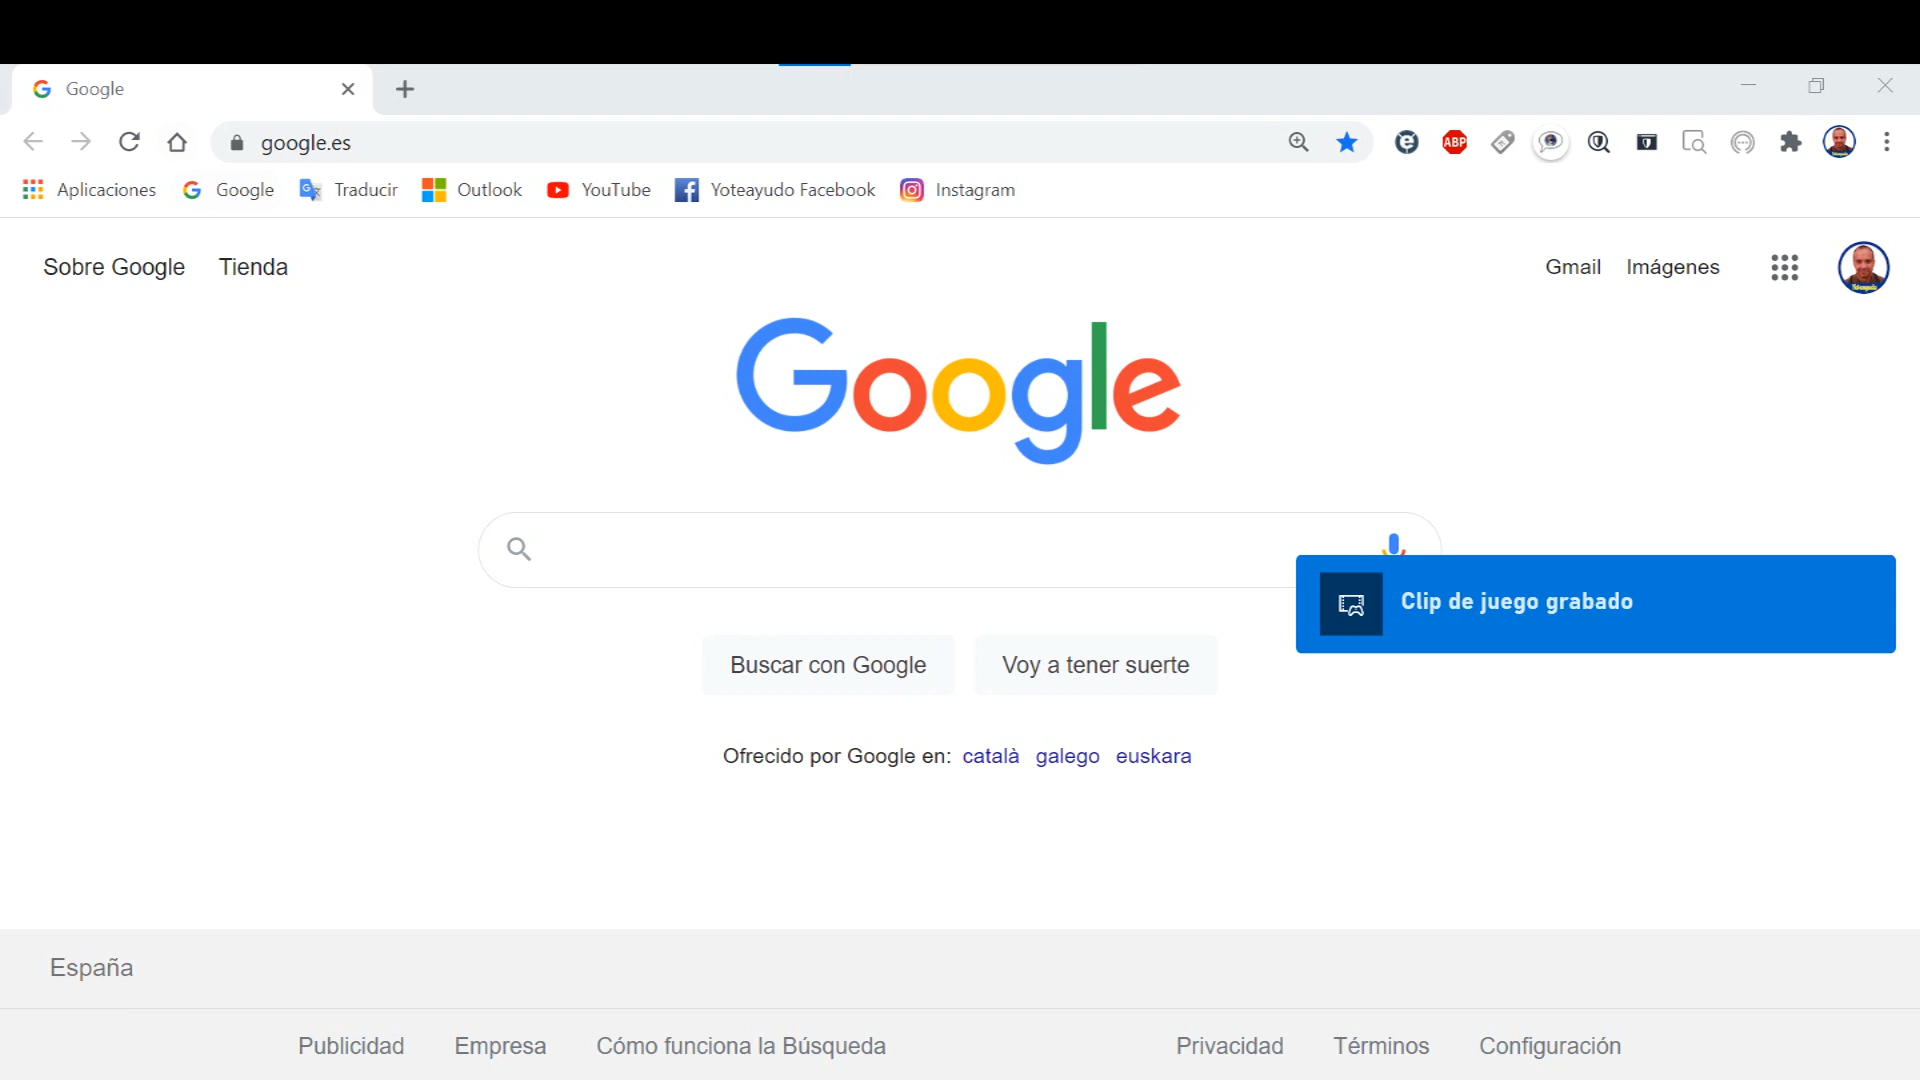 Google
google.es
ABP
Aplicaciones Google Traducir Outlook YouTube Yoteayudo Facebook Instagram
Sobre Google Tienda Gmail Imágenes
Google
Clip de juego grabado
Buscar con Google Voy a tener suerte
Ofrecido por Google en: català galego euskara
España
Publicidad Empresa Cómo funciona la Búsqueda Privacidad Términos Configuración